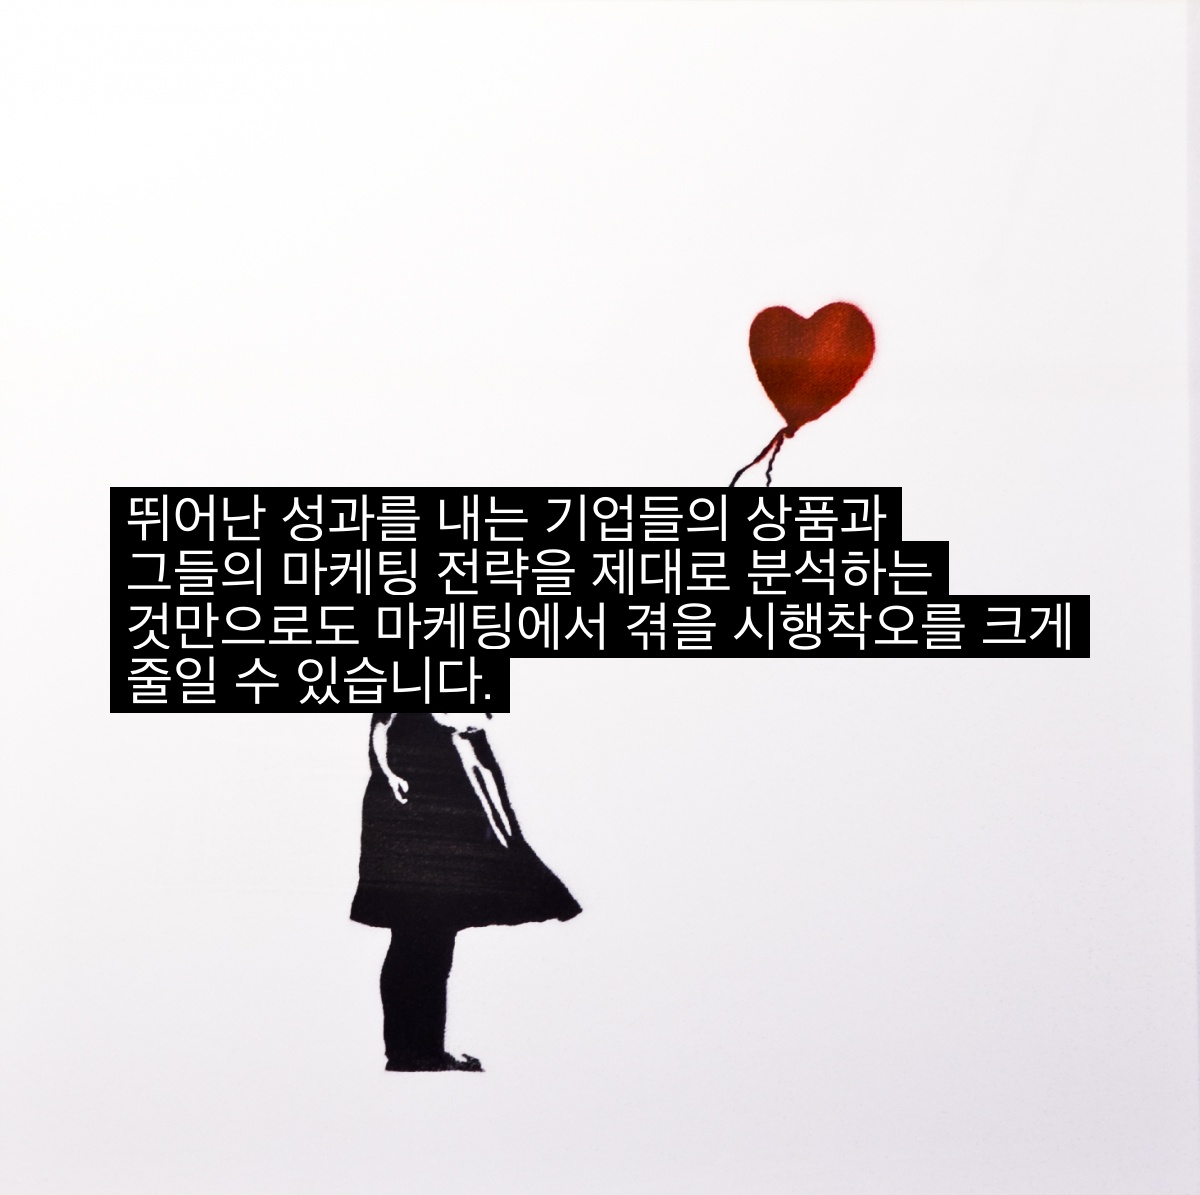 뛰어난 성과를 내는 기업들의 상품과
그들의 마케팅 전략을 제대로 분석하는
것만으로도 마케팅에서 겪을 시행착오를 크게
줄일 수 있습니다.